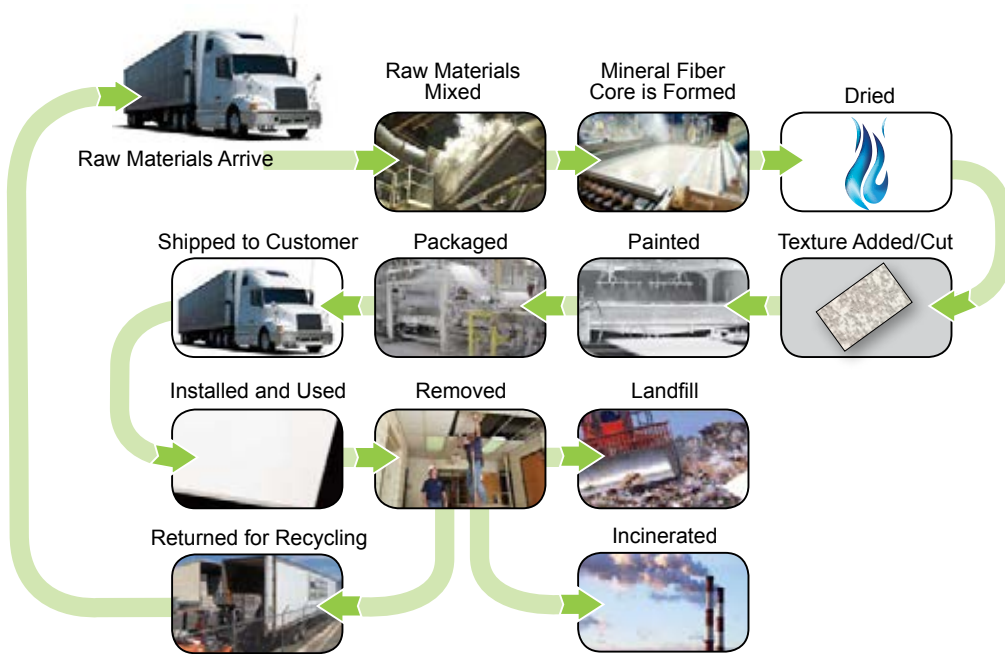 Raw Materials
Mixed
Mineral Fiber
Core is Formed
Dried
Raw Materials Arrive
Shipped to Customer
Packaged
Painted
Texture Added/Cut
Installed and Used
Removed
Landfill
Returned for Recycling
Incinerated